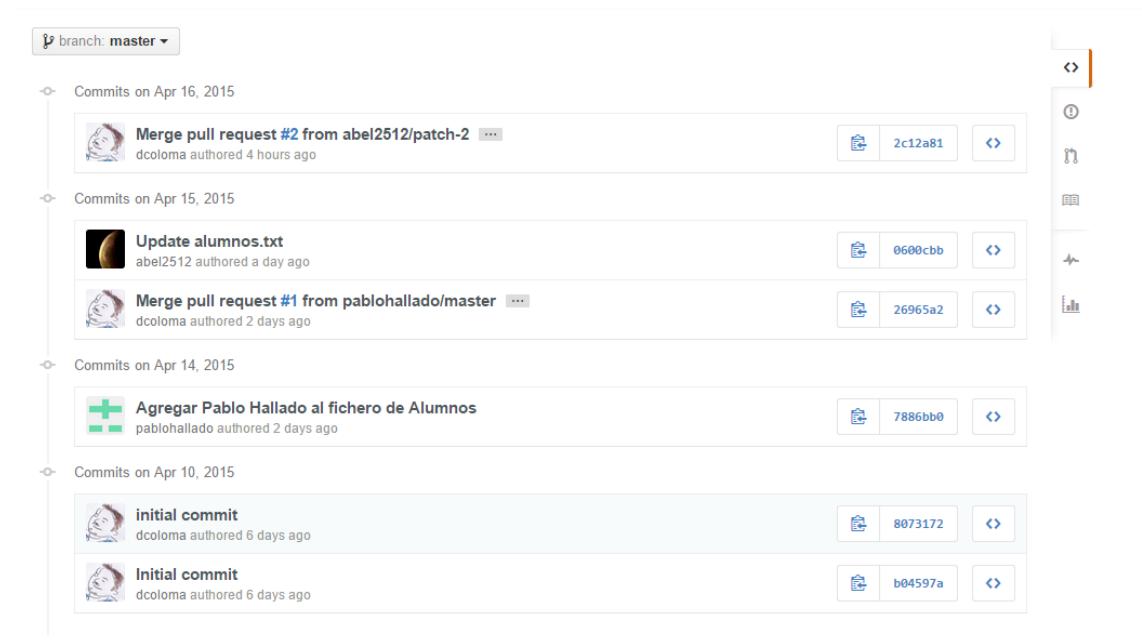 branch: master
Commits on Apr 16, 2015
Merge pull request #2 from abel2512/patch-2 ...
dcoloma authored 4 hours ago
2c12a81
Commits on Apr 15, 2015
Update alumnos.txt
abel2512 authored a day ago
0600cbb
Merge pull request #1 from pablohallado/master ...
dcoloma authored 2 days ago
26965a2
Commits on Apr 14, 2015
Agregar Pablo Hallado al fichero de Alumnos
pablohallado authored 2 days ago
7886bb0
Commits on Apr 10, 2015
initial commit
dcoloma authored 6 days ago
8073172
Initial commit
dcoloma authored 6 days ago
b04597a